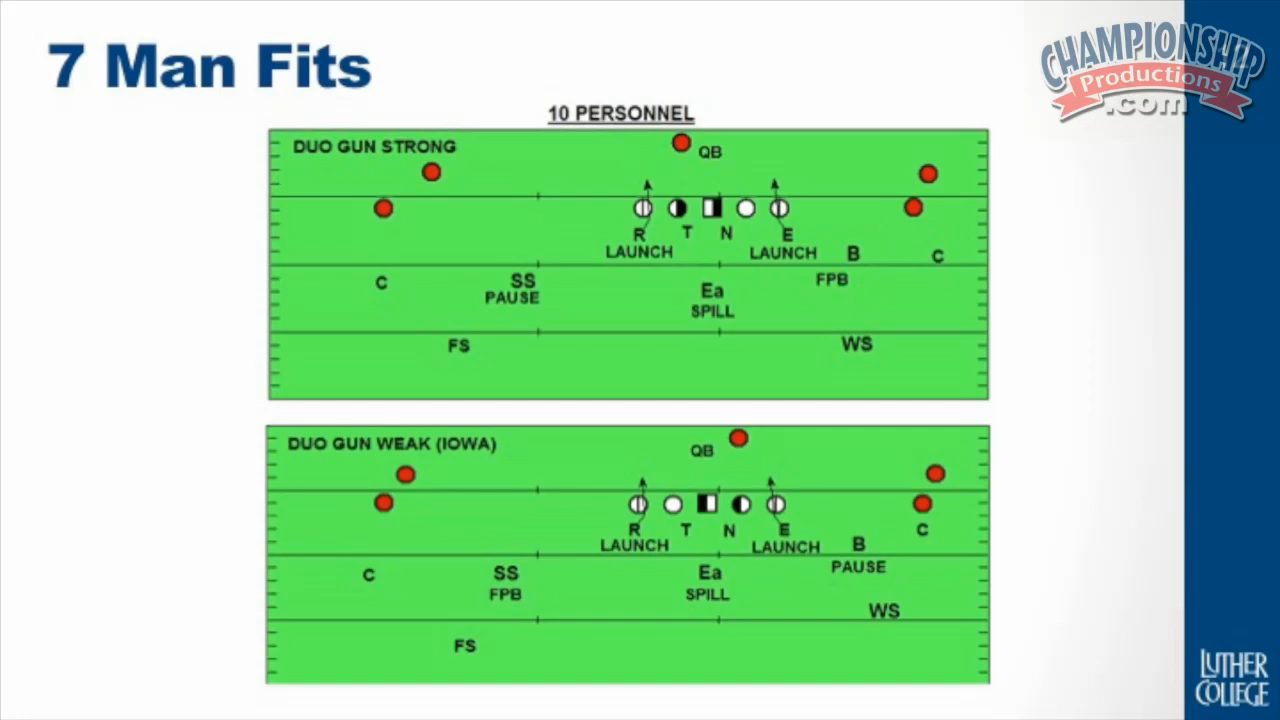 7 Man Fits
CHAMPIONSHIP
Productions
.com
10 PERSONNEL
DUO GUN STRONG
QB
R T N E
LAUNCH LAUNCH B C
C SS FPB
PAUSE Ea
SPILL
FS WS
DUO GUN WEAK (IOWA)
QB
R T N E C
LAUNCH LAUNCH B
C SS Ea PAUSE
FPB SPILL
WS
FS
LUTHER
COLLEGE